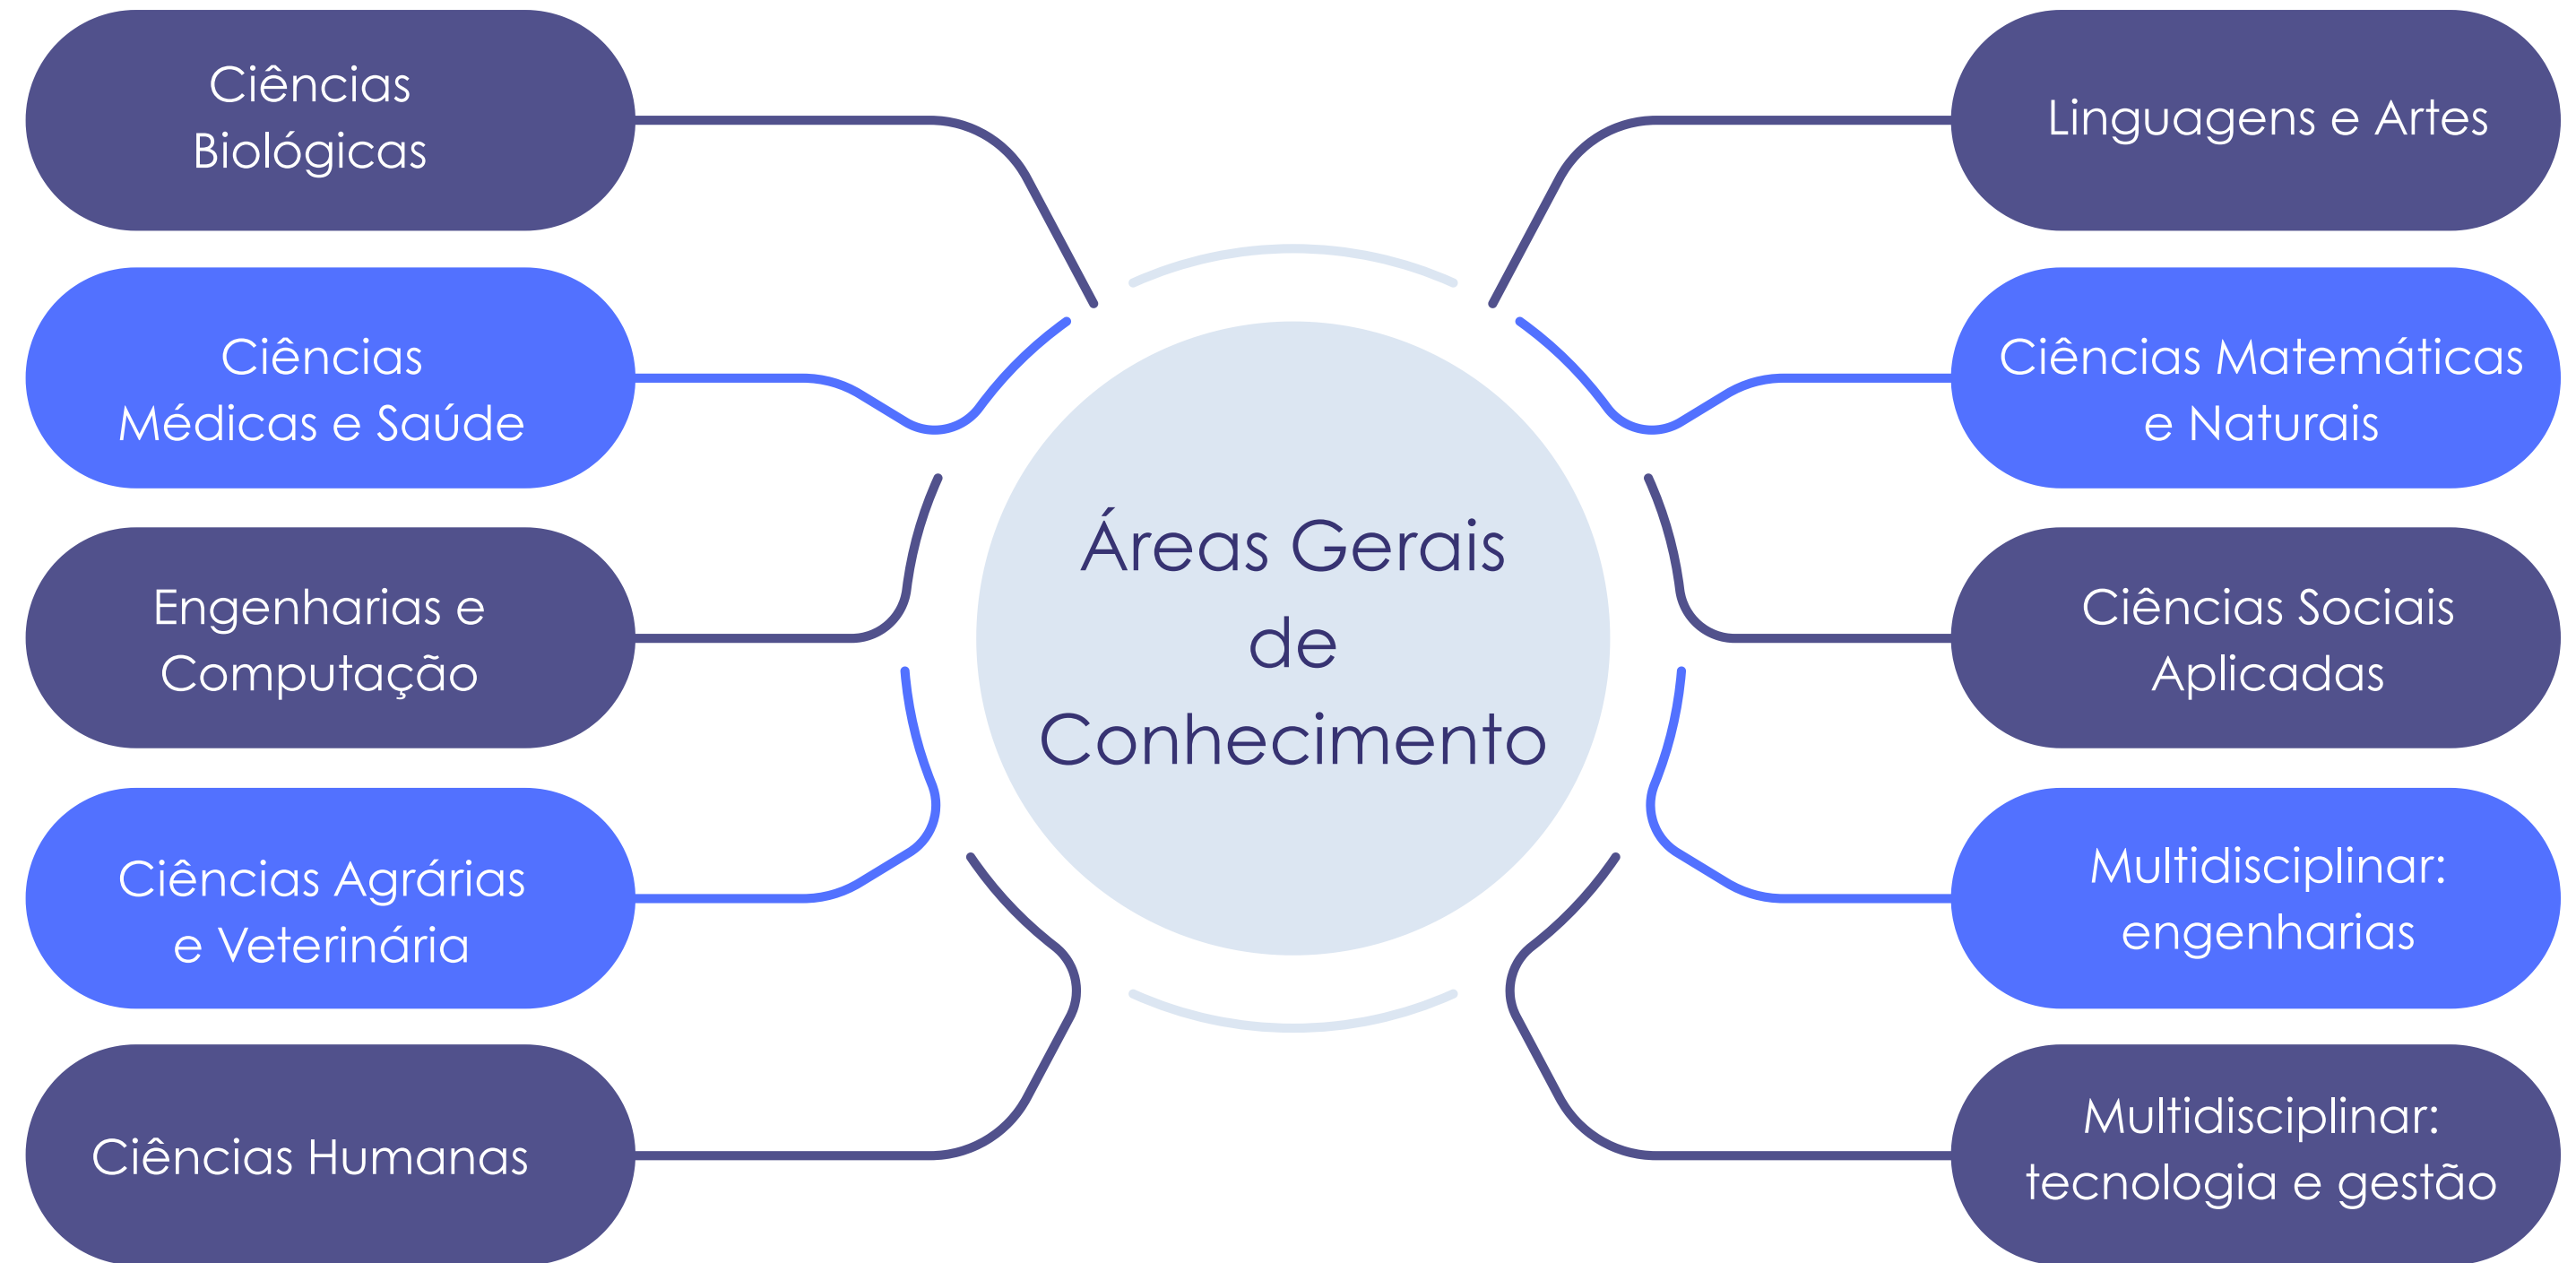 Ciências
Biológicas
Ciências
Médicas e Saúde
Engenharias e
Computação
Ciências Agrárias
e Veterinária
Ciências Humanas
Áreas Gerais
de
Conhecimento
Linguagens e Artes
Ciências Matemáticas
e Naturais
Ciências Sociais
Aplicadas
Multidisciplinar:
engenharias
Multidisciplinar:
tecnologia e gestão